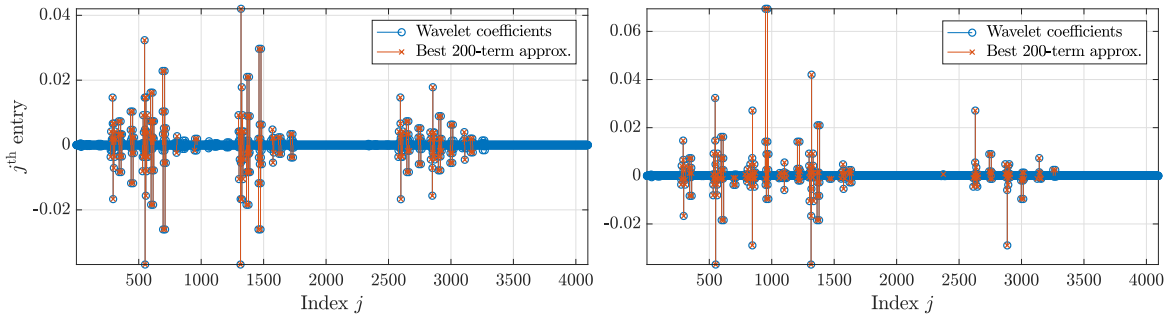 0.04
0.02
0
-0.02
j^th entry
500 1000 1500 2000 2500 3000 3500 4000
Index j
Wavelet coefficients
Best 200-term approx.
0.06
0.04
0.02
0
-0.02
500 1000 1500 2000 2500 3000 3500 4000
Index j
Wavelet coefficients
Best 200-term approx.